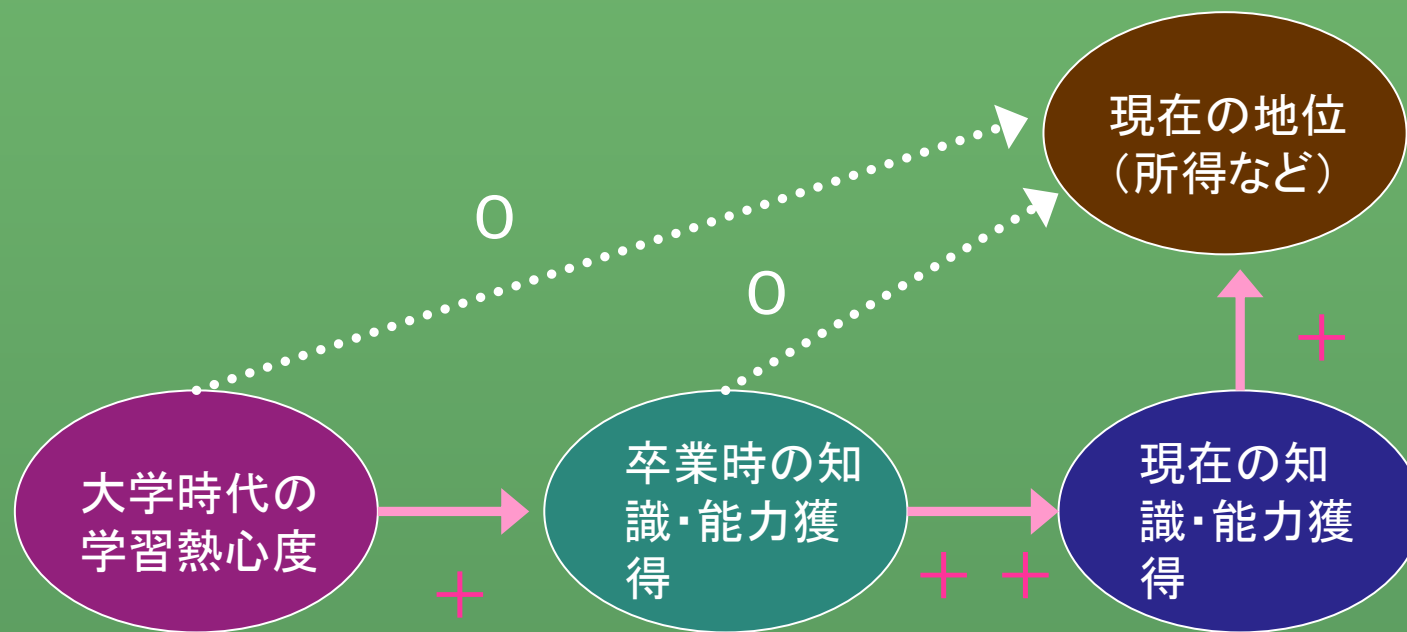 現在の地位
（所得など）
0
0
＋
大学時代の
学習熱心度
＋
卒業時の知
識・能力獲
得
＋＋
現在の知
識・能力獲
得